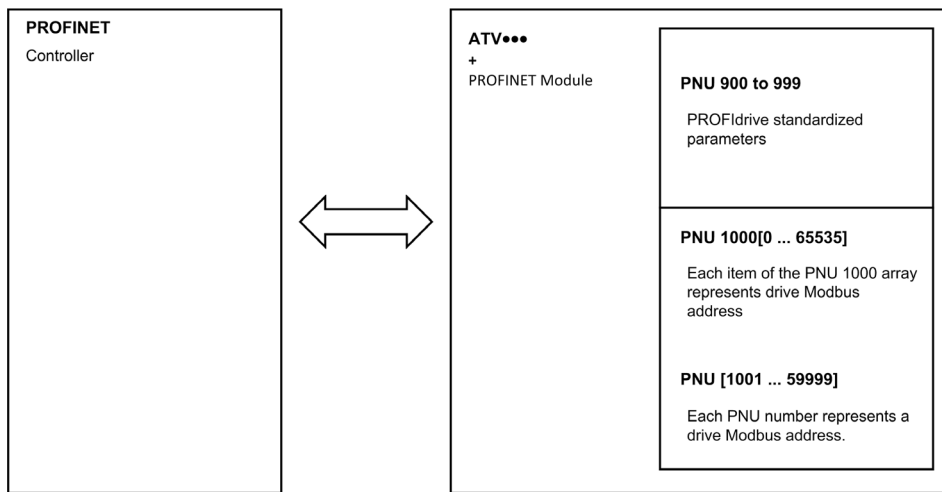 PROFINET
Controller
ATV●●●
+
PROFINET Module
PNU 900 to 999
PROFIdrive standardized
parameters
PNU 1000[0 ... 65535]
Each item of the PNU 1000 array
represents drive Modbus
address
PNU [1001 ... 59999]
Each PNU number represents a
drive Modbus address.